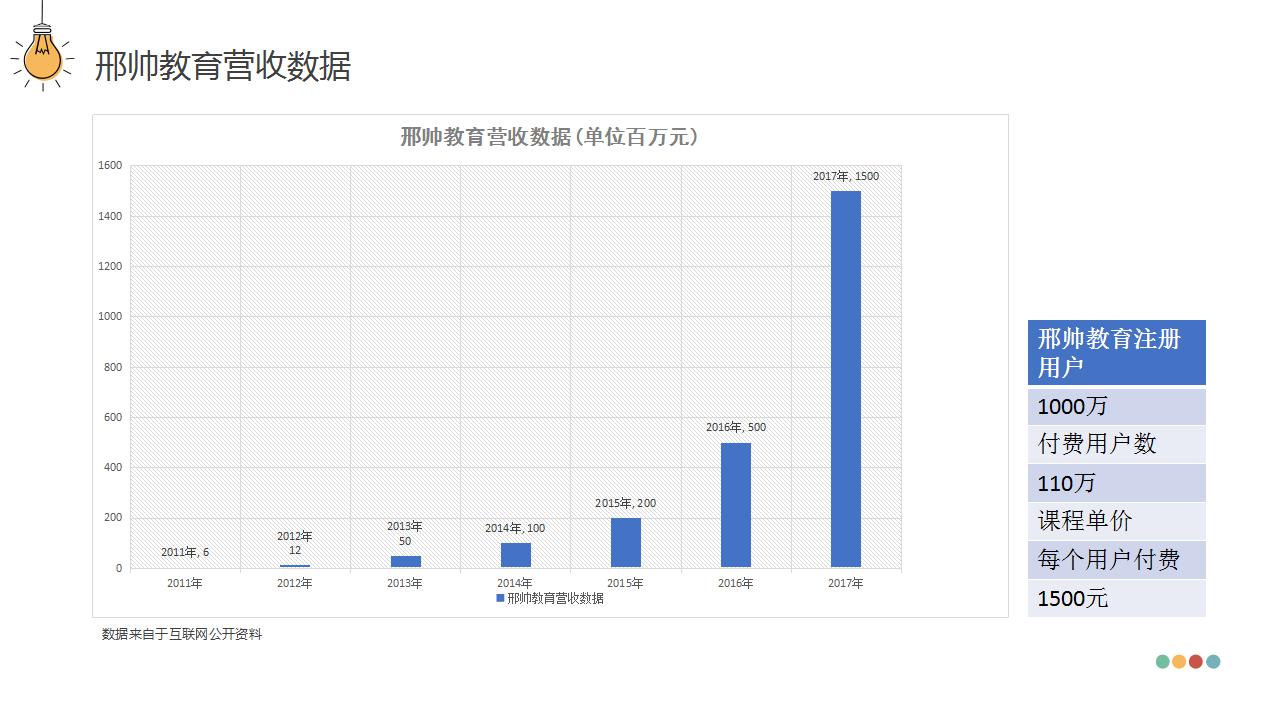 邢帅教育营收数据
邢帅教育营收数据(单位百万元)
1600
1400
1200
1000
800
600
400
200
0
2011年, 6
2012年
12
2013年
50
2014年, 100
2015年, 200
2016年, 500
2017年, 1500
2011年
2012年
2013年
2014年
2015年
2016年
2017年
邢帅教育营收数据
数据来自于互联网公开资料
邢帅教育注册
用户
1000万
付费用户数
110万
课程单价
每个用户付费
1500元